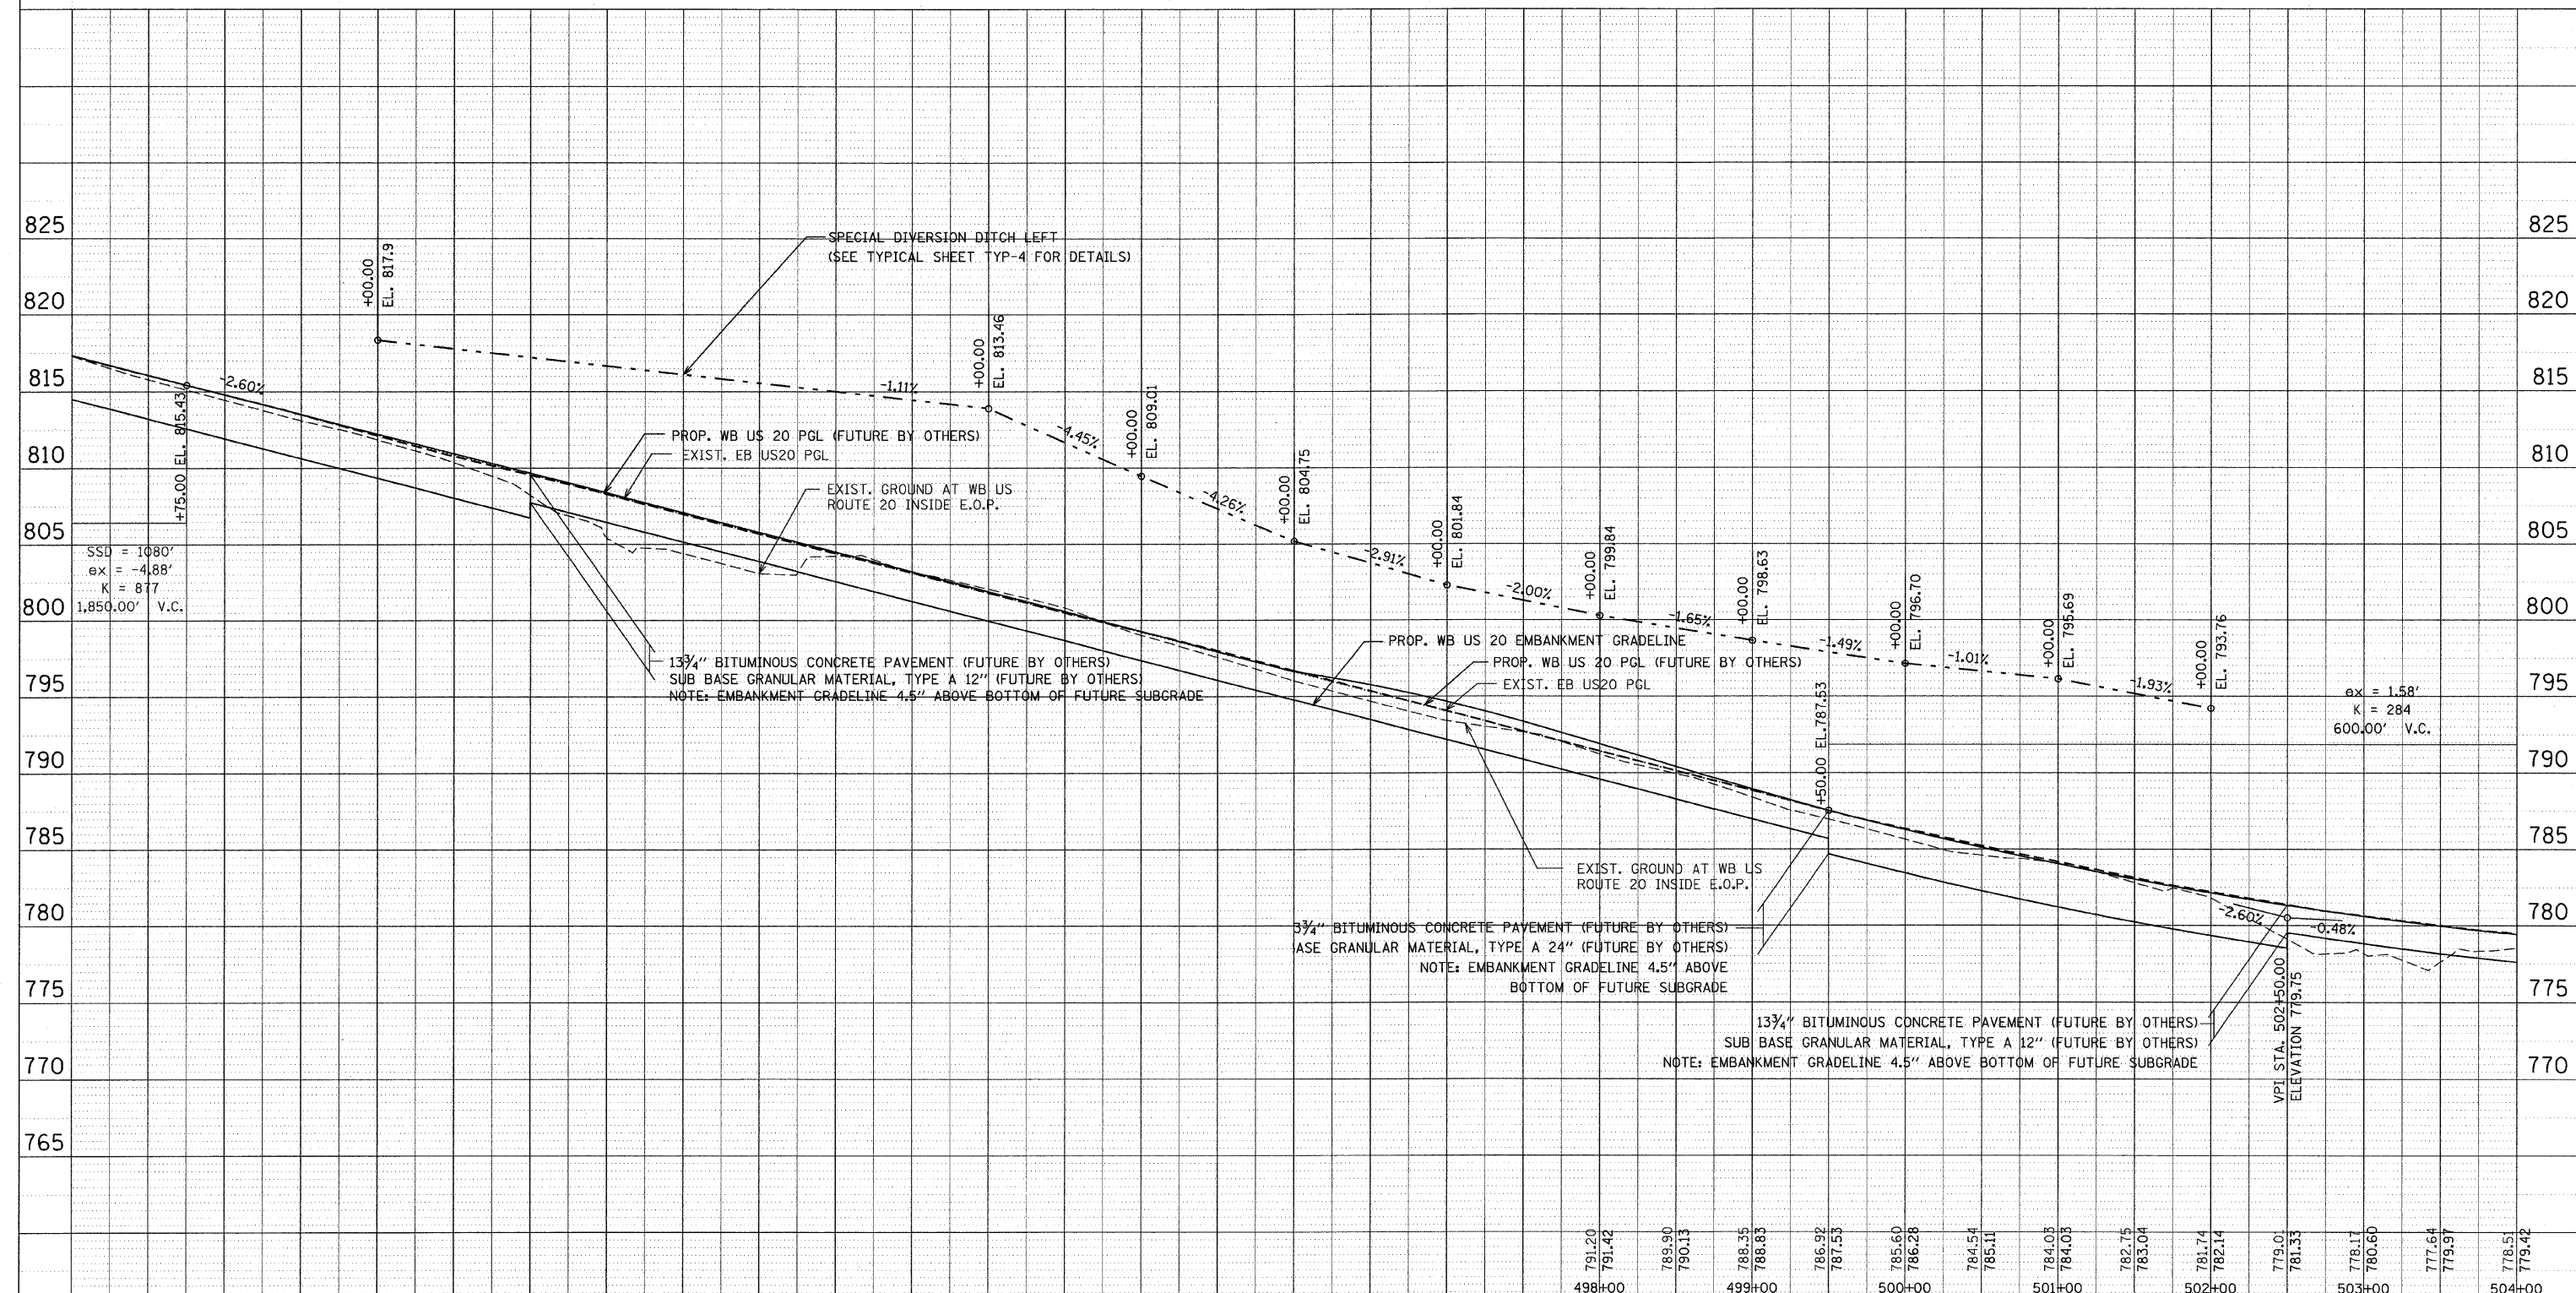 825
825
820
820
815
815
810
810
805
805
800
800
795
795
790
790
785
785
780
780
775
775
770
770
765
SPECIAL DIVERSION DITCH LEFT
(SEE TYPICAL SHEET TYP-4 FOR DETAILS)
+00.00
EL. 817.9
-1.11%
+00.00
EL. 813.46
-4.45%
+00.00
EL. 809.01
-4.26%
+00.00
EL. 804.75
-2.91%
+00.00
EL. 801.84
-2.00%
+00.00
EL. 799.84
-1.65%
+00.00
EL. 798.63
-1.49%
+00.00
EL. 796.70
-1.01%
+00.00
EL. 795.69
-1.93%
+00.00
EL. 793.76
-2.60%
+75.00 EL. 815.43
SSD = 1080'
ex = -4.88'
K = 877
1,850.00' V.C.
PROP. WB US 20 PGL (FUTURE BY OTHERS)
EXIST. EB US20 PGL
EXIST. GROUND AT WB US
ROUTE 20 INSIDE E.O.P.
13¾" BITUMINOUS CONCRETE PAVEMENT (FUTURE BY OTHERS)
SUB BASE GRANULAR MATERIAL, TYPE A 12" (FUTURE BY OTHERS)
NOTE: EMBANKMENT GRADELINE 4.5" ABOVE BOTTOM OF FUTURE SUBGRADE
PROP. WB US 20 EMBANKMENT GRADELINE
PROP. WB US 20 PGL (FUTURE BY OTHERS)
EXIST. EB US20 PGL
+50.00 EL.787.53
ex = 1.58'
K = 284
600.00' V.C.
EXIST. GROUND AT WB US
ROUTE 20 INSIDE E.O.P.
3¾" BITUMINOUS CONCRETE PAVEMENT (FUTURE BY OTHERS)
BASE GRANULAR MATERIAL, TYPE A 24" (FUTURE BY OTHERS)
NOTE: EMBANKMENT GRADELINE 4.5" ABOVE
BOTTOM OF FUTURE SUBGRADE
-2.60%
-0.48%
VPI STA. 502+50.00
ELEVATION 779.75
13¾" BITUMINOUS CONCRETE PAVEMENT (FUTURE BY OTHERS)
SUB BASE GRANULAR MATERIAL, TYPE A 12" (FUTURE BY OTHERS)
NOTE: EMBANKMENT GRADELINE 4.5" ABOVE BOTTOM OF FUTURE SUBGRADE
791.20
791.42
789.90
790.13
788.35
788.83
786.92
787.53
785.60
786.28
784.54
785.11
784.03
784.03
782.75
783.04
781.74
782.14
779.01
781.33
778.17
780.60
777.64
779.97
778.51
779.42
498+00
499+00
500+00
501+00
502+00
503+00
504+00